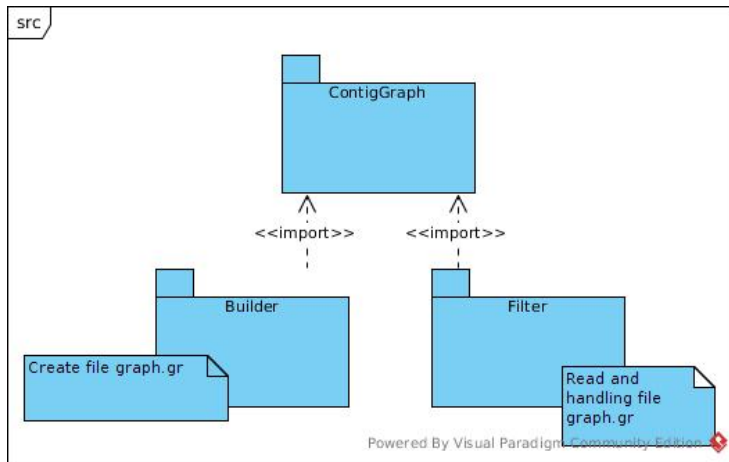 src
ContigGraph
<<import>> <<import>>
Builder
Filter
Create file graph.gr
Read and
handling file
graph.gr
Powered By Visual Paradigm Community Edition